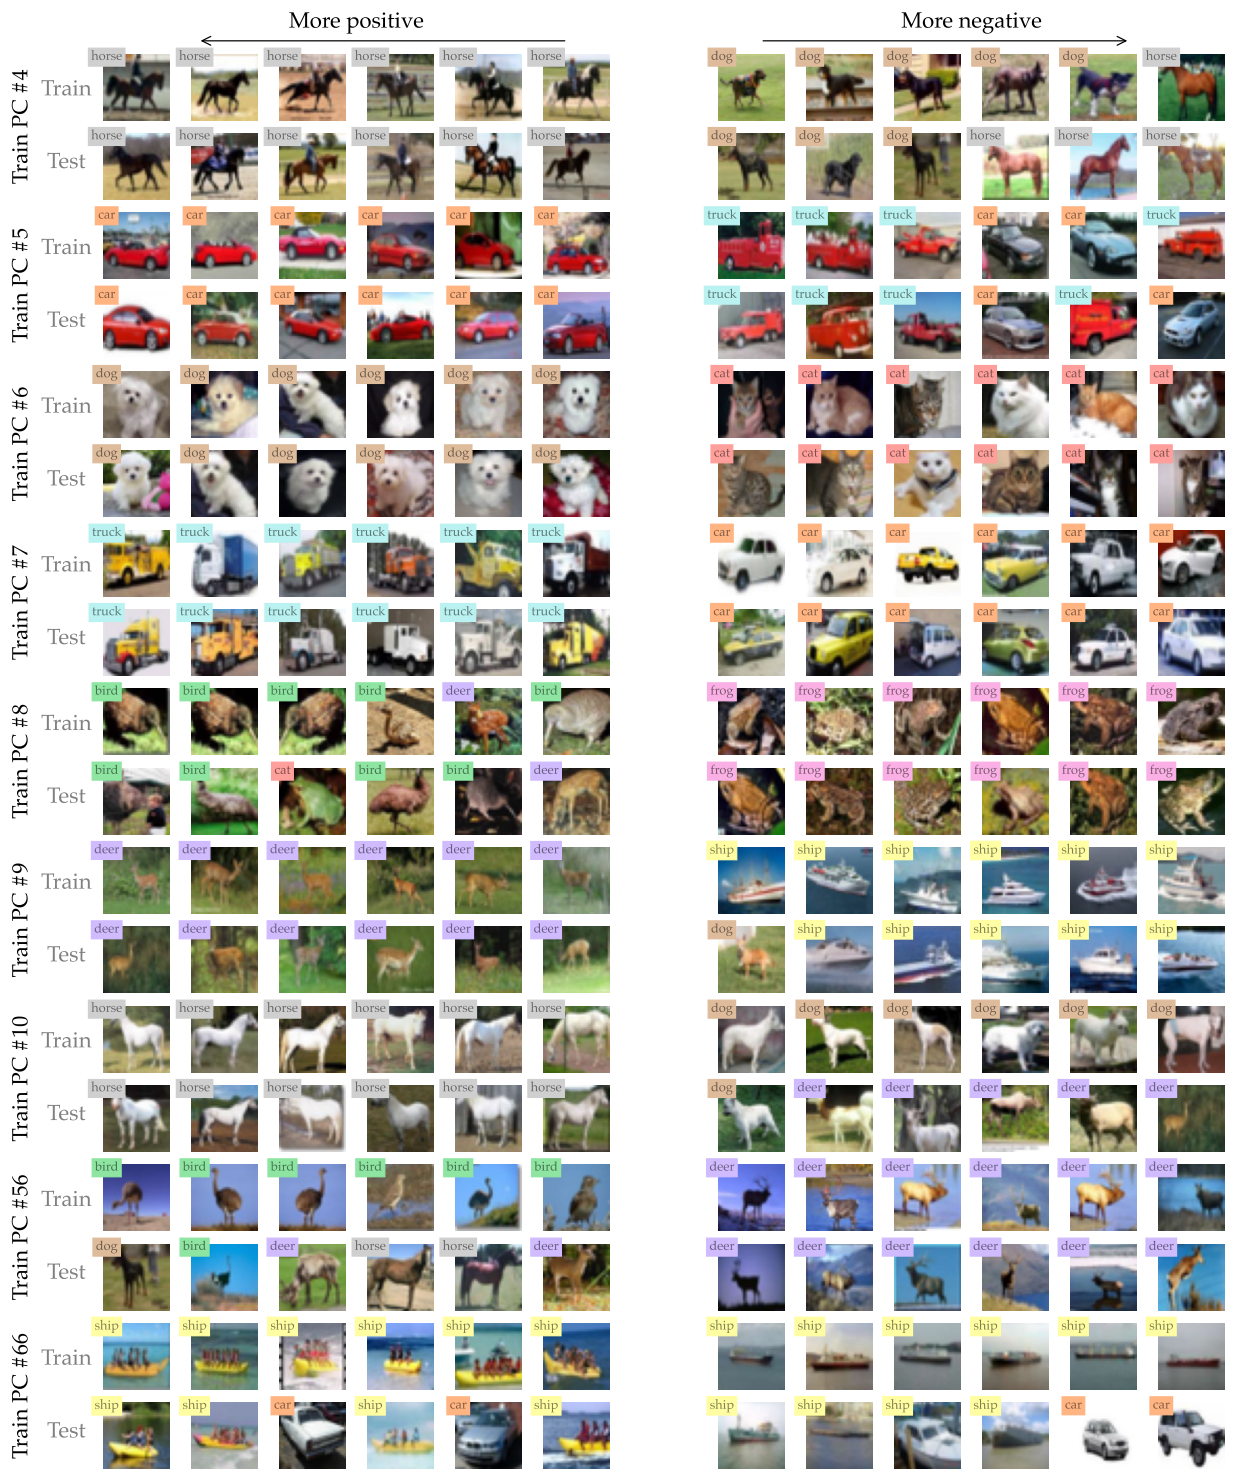 More positive
More negative
Train PC #4
Train
horse horse horse horse horse horse
dog dog dog dog dog horse
Test
horse horse horse horse horse horse
dog dog dog horse horse horse
Train PC #5
Train
car car car car car car
truck truck truck car car truck
Test
car car car car car car
truck truck truck car truck car
Train PC #6
Train
dog dog dog dog dog dog
cat cat cat cat cat cat
Test
dog dog dog dog dog dog
cat cat cat cat cat cat
Train PC #7
Train
truck truck truck truck truck truck
car car car car car car
Test
truck truck truck truck truck truck
car car car car car car
Train PC #8
Train
bird bird bird bird deer bird
frog frog frog frog frog frog
Test
bird bird cat bird bird deer
frog frog frog frog frog frog
Train PC #9
Train
deer deer deer deer deer deer
ship ship ship ship ship ship
Test
deer deer deer deer deer deer
dog ship ship ship ship ship
Train PC #10
Train
horse horse horse horse horse horse
dog dog dog dog dog dog
Test
horse horse horse horse horse horse
dog deer deer deer deer deer
Train PC #56
Train
bird bird bird bird bird bird
deer deer deer deer deer deer
Test
dog bird deer horse horse deer
deer deer deer deer deer deer
Train PC #66
Train
ship ship ship ship ship ship
ship ship ship ship ship ship
Test
ship ship car ship car ship
ship ship ship ship car car